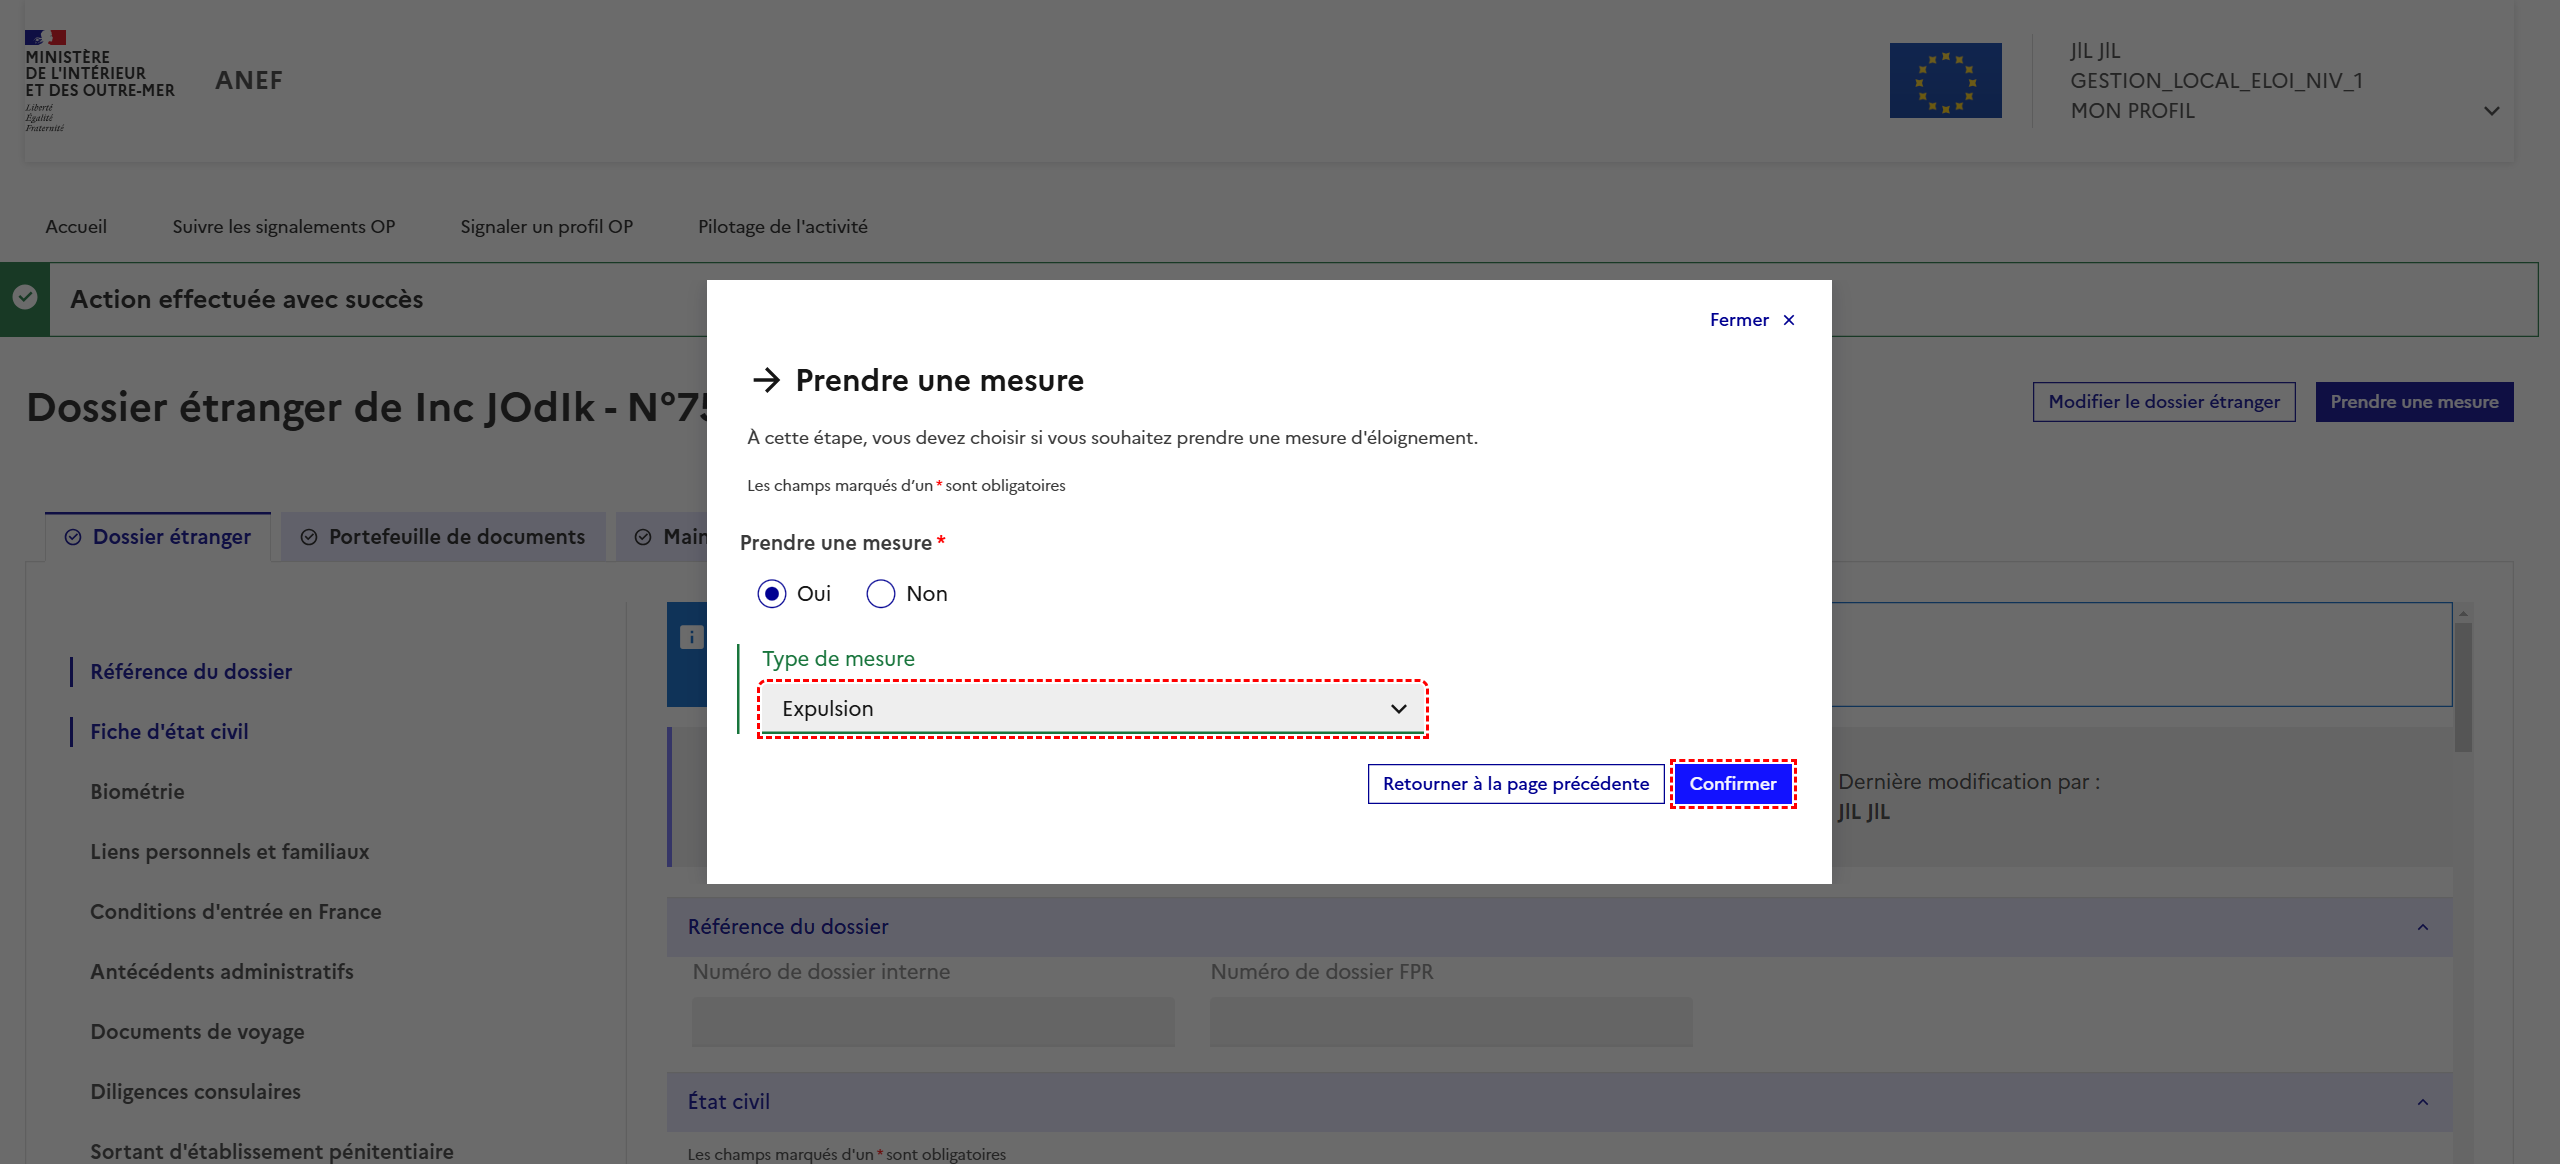 MINISTÈRE
DE L'INTÉRIEUR
ET DES OUTRE-MER
Liberté
Égalité
Fraternité
ANEF
JIL JIL
GESTION_LOCAL_ELOI_NIV_1
MON PROFIL
Accueil
Suivre les signalements OP
Signaler un profil OP
Pilotage de l'activité
Action effectuée avec succès
Dossier étranger de Inc JOdIk - N°75
Modifier le dossier étranger
Prendre une mesure
Dossier étranger
Portefeuille de documents
Main
Référence du dossier
Fiche d'état civil
Biométrie
Liens personnels et familiaux
Conditions d'entrée en France
Antécédents administratifs
Documents de voyage
Diligences consulaires
Sortant d'établissement pénitentiaire
Fermer ×
→ Prendre une mesure
À cette étape, vous devez choisir si vous souhaitez prendre une mesure d'éloignement.
Les champs marqués d’un * sont obligatoires
Prendre une mesure *
Oui
Non
Type de mesure
Expulsion
Retourner à la page précédente
Confirmer
Dernière modification par :
JIL JIL
Référence du dossier
Numéro de dossier interne
Numéro de dossier FPR
État civil
Les champs marqués d'un * sont obligatoires